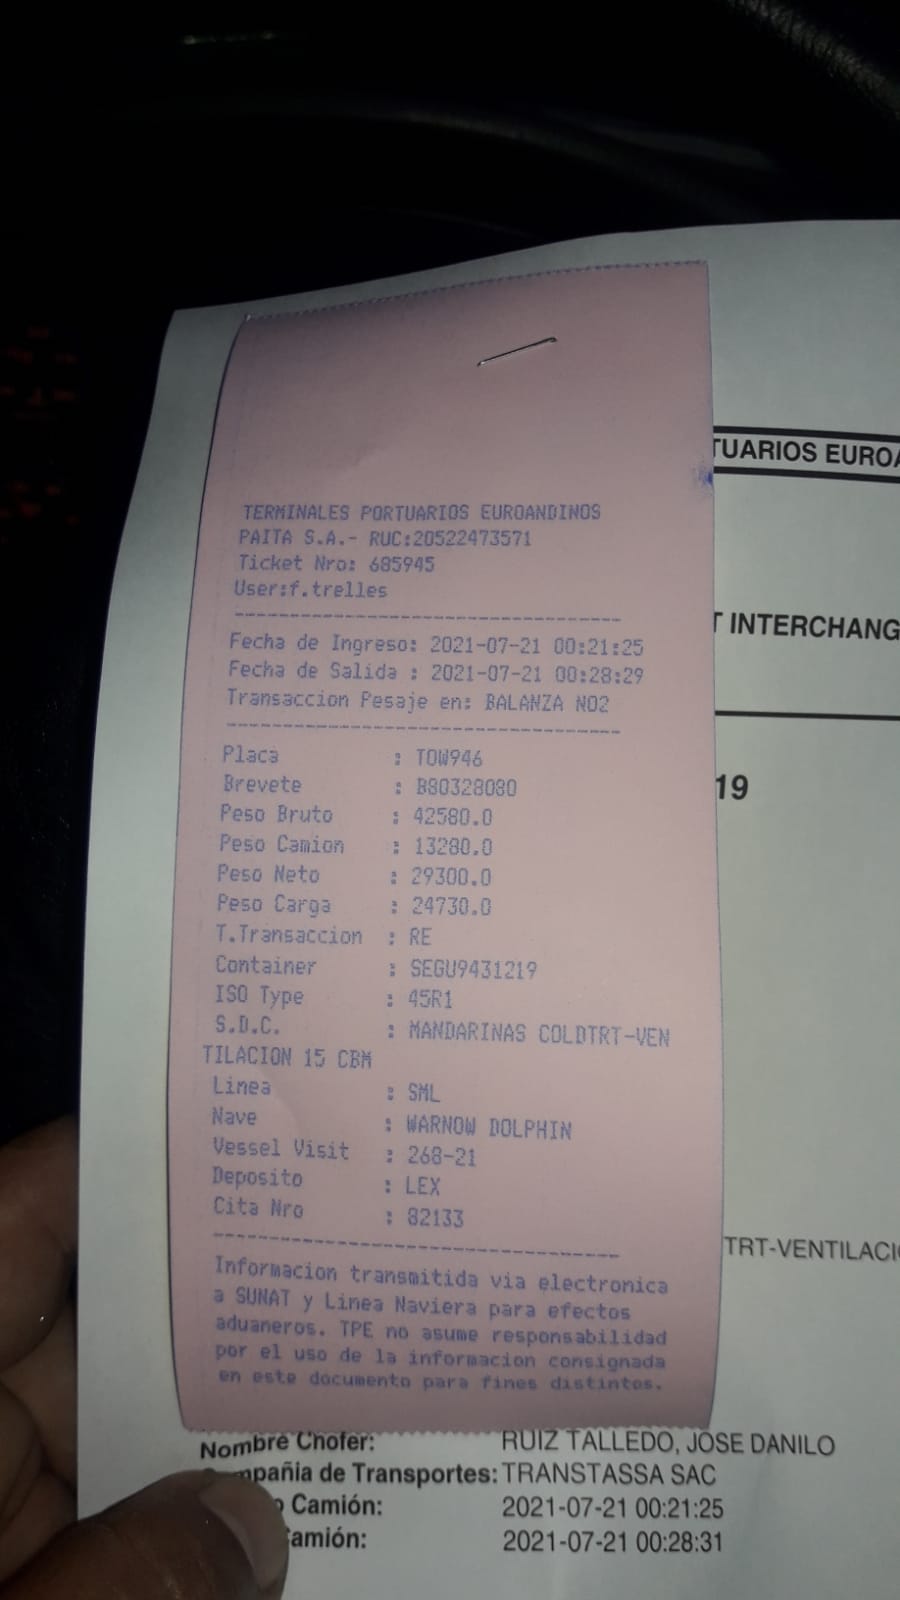 TUARIOS EUROA
TERMINALES PORTUARIOS EUROANDINOS
PAITA S.A.- RUC:20522473571
Ticket Nro: 685945
User:f.trelles
T INTERCHANG
Fecha de Ingreso: 2021-07-21 00:21:25
Fecha de Salida : 2021-07-21 00:28:29
Transaccion Pesaje en: BALANZA NO2
Placa : TOW946
19
Brevete : B80328080
Peso Bruto : 42580.0
Peso Camion : 13280.0
Peso Neto : 29300.0
Peso Carga : 24730.0
T.Transaccion : RE
Container : SEGU9431219
ISO Type : 45R1
S.D.C. : MANDARINAS COLDTRT-VEN
TILACION 15 CBM
Linea : SML
Nave : WARNOW DOLPHIN
Vessel Visit : 268-21
Deposito : LEX
Cita Nro : 82133
TRT-VENTILACI
Informacion transmitida via electronica
a SUNAT y Linea Naviera para efectos
aduaneros. TPE no asume responsabilidad
por el uso de la informacion consignada
en este documento para fines distintos.
Nombre Chofer: RUIZ TALLEDO, JOSE DANILO
mpañia de Transportes: TRANSTASSA SAC
o Camión: 2021-07-21 00:21:25
Camión: 2021-07-21 00:28:31